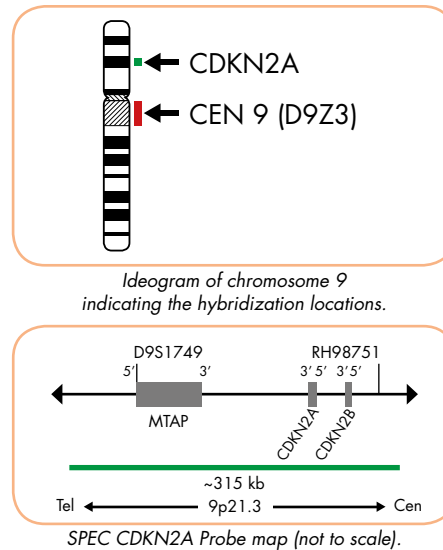 CDKN2A
CEN 9 (D9Z3)
Ideogram of chromosome 9
indicating the hybridization locations.
D9S1749 RH98751
5’ 3’ 3’ 5’ 3’ 5’
MTAP CDKN2A CDKN2B
~315 kb
Tel 9p21.3 Cen
SPEC CDKN2A Probe map (not to scale).